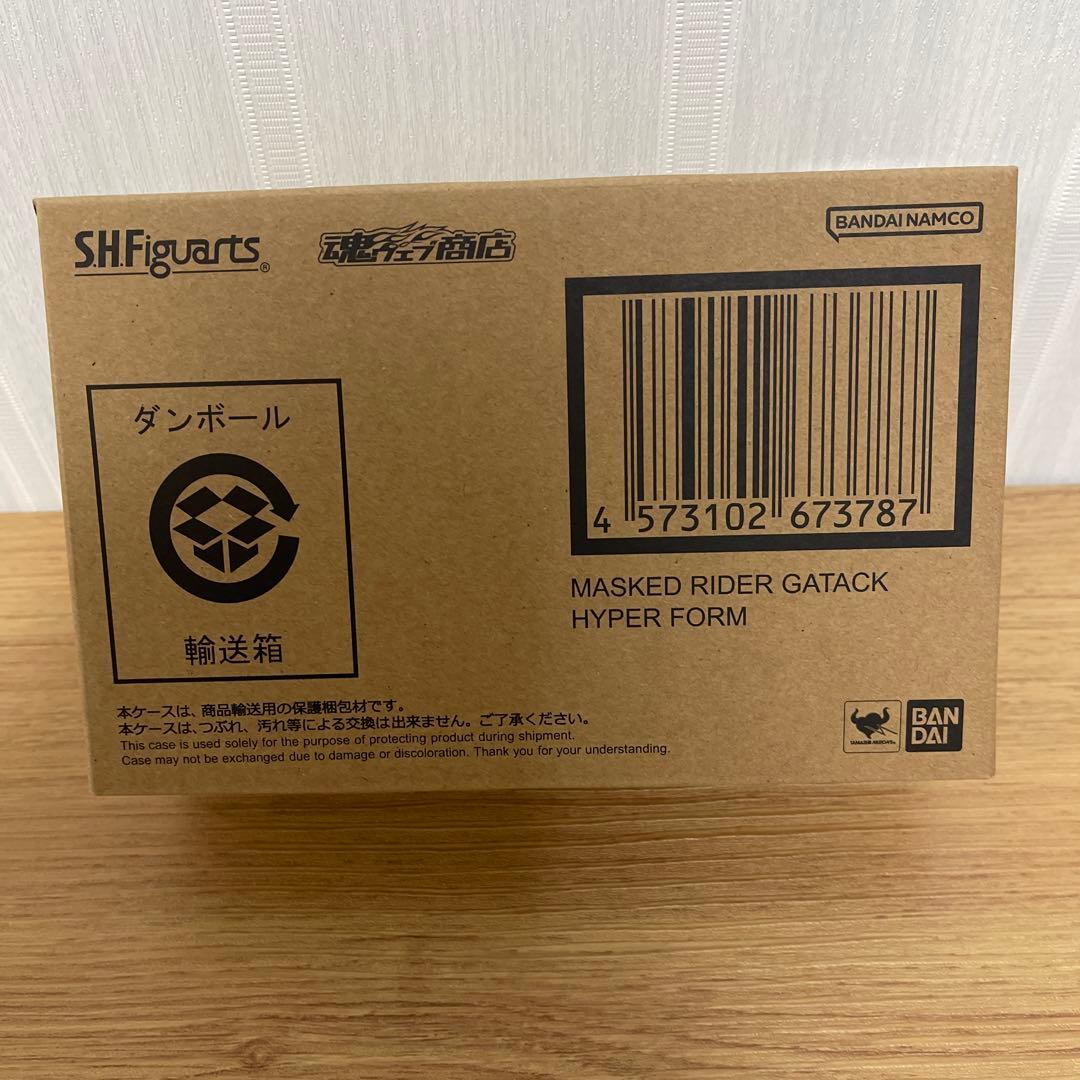 S.H.Figuarts®
魂ウェブ商店
BANDAI NAMCO
ダンボール
輸送箱
4 573102 673787
MASKED RIDER GATACK
HYPER FORM
本ケースは、商品輸送用の保護梱包材です。
本ケースは、つぶれ、汚れ等による交換は出来ません。ご了承ください。
This case is used solely for the purpose of protecting product during shipment.
Case may not be exchanged due to damage or discoloration. Thank you for your understanding.
TAMASHII NATIONS
BAN
DAI